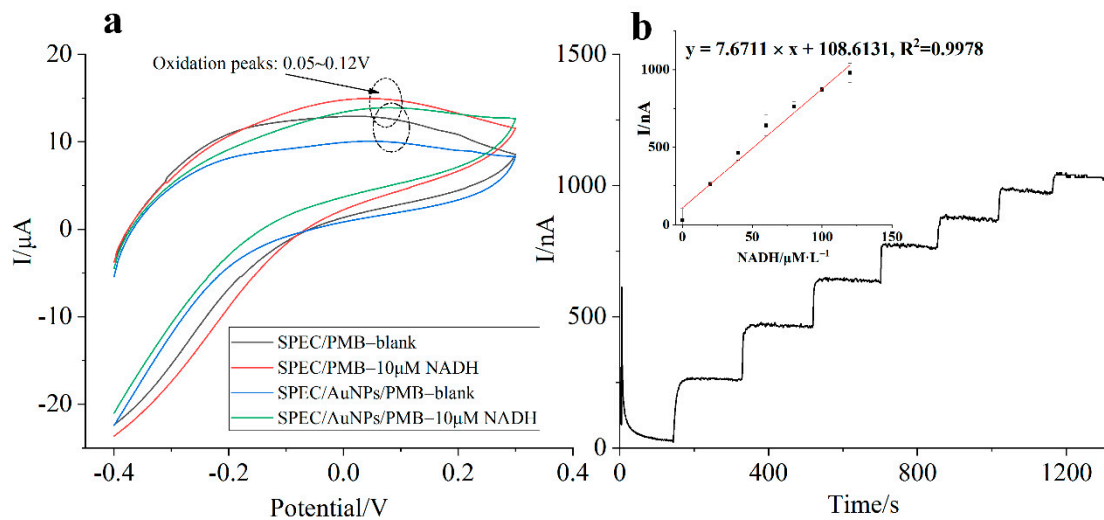 a
20
10
0
-10
-20
I/μA
Oxidation peaks: 0.05~0.12V
SPEC/PMB−blank
SPEC/PMB−10μM NADH
SPEC/AuNPs/PMB−blank
SPEC/AuNPs/PMB−10μM NADH
-0.4 -0.2 0.0 0.2 0.4
Potential/V
b
1500
1000
500
0
I/nA
y = 7.6711 × x + 108.6131, R²=0.9978
1000
500
0
I/nA
0 50 100 150
NADH/μM·L⁻¹
0 400 800 1200
Time/s